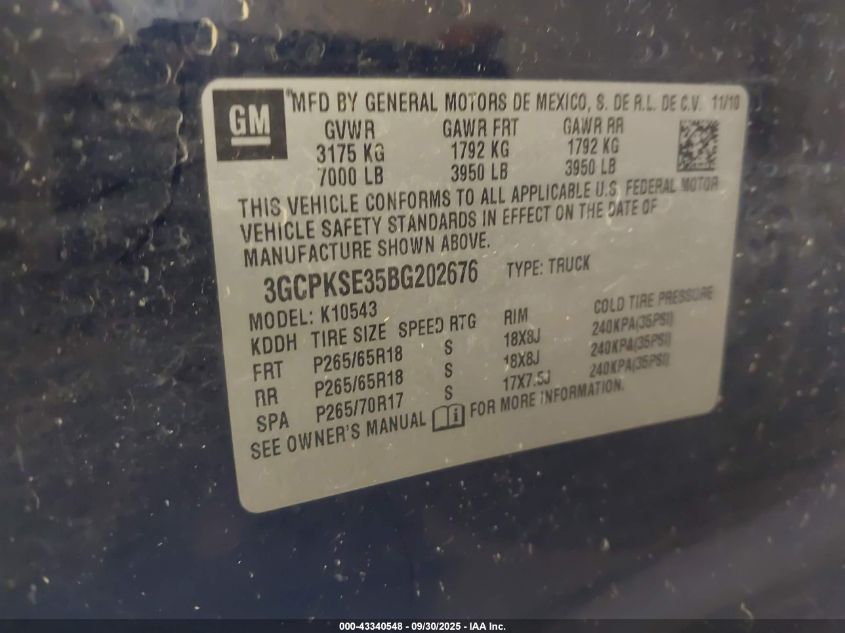 GM
MFD BY GENERAL MOTORS DE MEXICO, S. DE R.L. DE C.V. 11/10
GVWR GAWR FRT GAWR RR
3175 KG 1792 KG 1792 KG
7000 LB 3950 LB 3950 LB
THIS VEHICLE CONFORMS TO ALL APPLICABLE U.S. FEDERAL MOTOR
VEHICLE SAFETY STANDARDS IN EFFECT ON THE DATE OF
MANUFACTURE SHOWN ABOVE.
3GCPKSE35BG202676 TYPE: TRUCK
MODEL: K10543
KDDH TIRE SIZE SPEED RTG RIM COLD TIRE PRESSURE
FRT P265/65R18 S 18X8J 240KPA(35PSI)
RR P265/65R18 S 18X8J 240KPA(35PSI)
SPA P265/70R17 S 17X7.5J 240KPA(35PSI)
SEE OWNER'S MANUAL i FOR MORE INFORMATION.
000-43340548 - 09/30/2025 - IAA Inc.